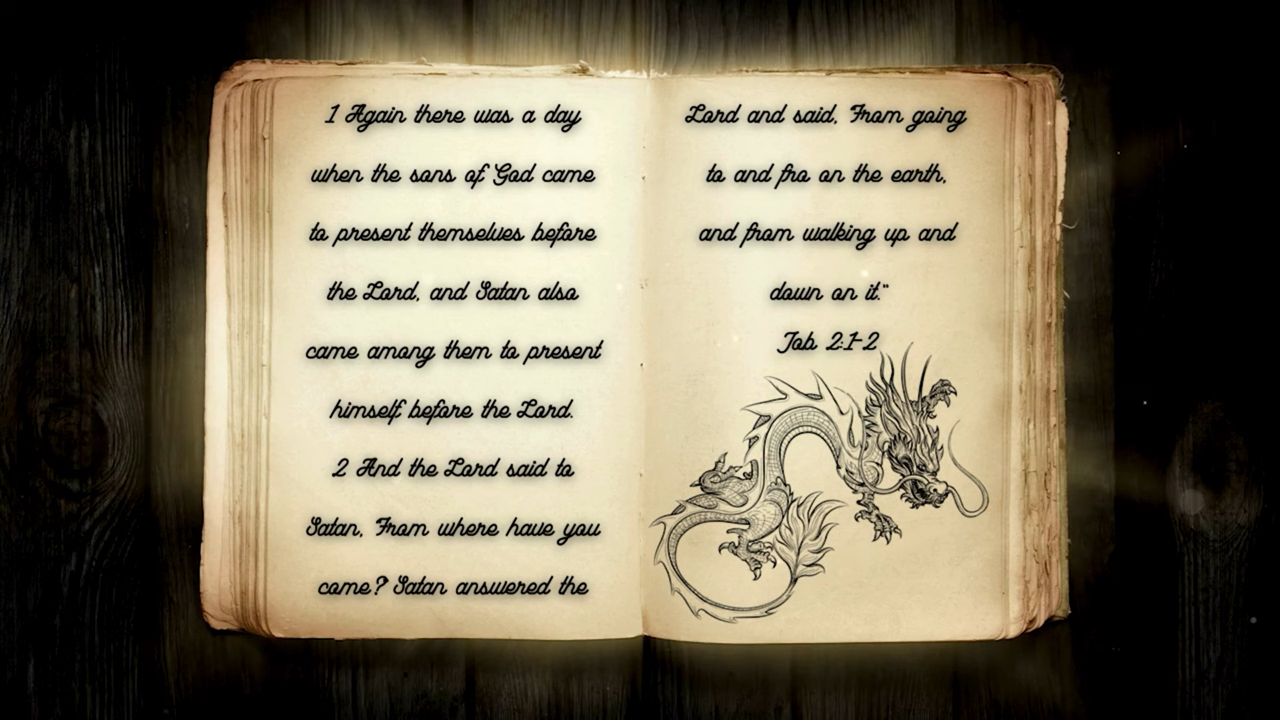 1 Again there was a day
when the sons of God came
to present themselves before
the Lord, and Satan also
came among them to present
himself before the Lord.
2 And the Lord said to
Satan, From where have you
come? Satan answered the
Lord and said, From going
to and fro on the earth,
and from walking up and
down on it."
Job 2:1-2